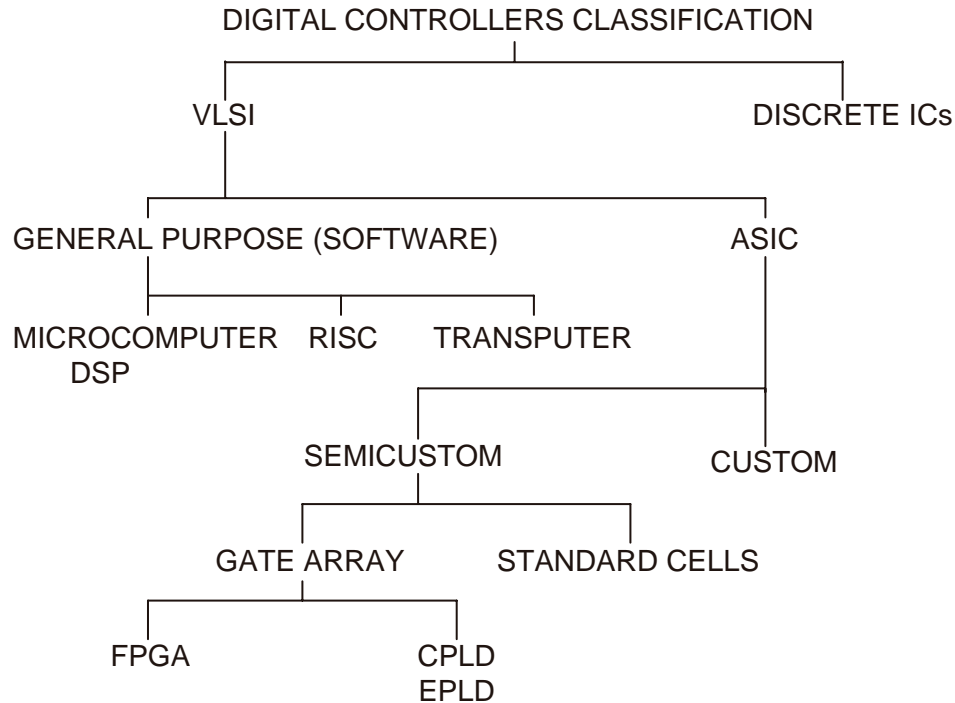 DIGITAL CONTROLLERS CLASSIFICATION
VLSI
DISCRETE ICs
GENERAL PURPOSE (SOFTWARE)
ASIC
MICROCOMPUTER
DSP
RISC
TRANSPUTER
SEMICUSTOM
CUSTOM
GATE ARRAY
STANDARD CELLS
FPGA
CPLD
EPLD